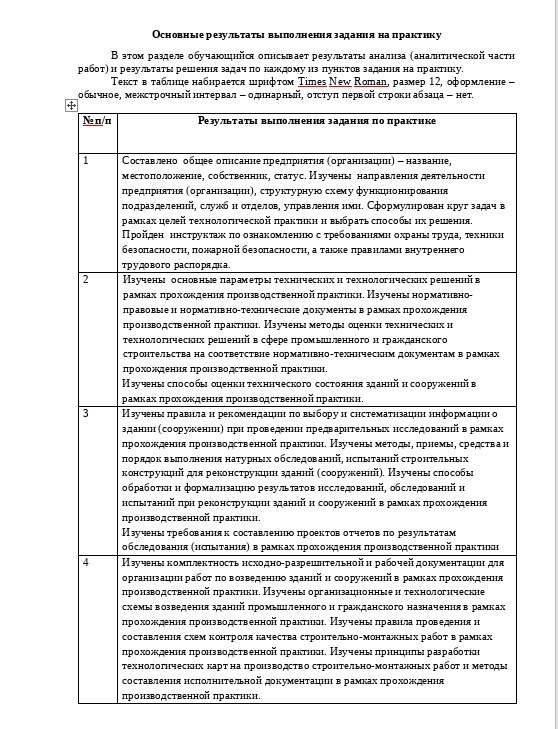 Основные результаты выполнения задания на практику
В этом разделе обучающийся описывает результаты анализа (аналитической части
работ) и результаты решения задач по каждому из пунктов задания на практику.
Текст в таблице набирается шрифтом Times New Roman, размер 12, оформление –
обычное, межстрочный интервал – одинарный, отступ первой строки абзаца – нет.
№п/п Результаты выполнения задания по практике
1 Составлено общее описание предприятия (организации) – название,
местоположение, собственник, статус. Изучены направления деятельности
предприятия (организации), структурную схему функционирования
подразделений, служб и отделов, управления ими. Сформулирован круг задач в
рамках целей технологической практики и выбрать способы их решения.
Пройден инструктаж по ознакомлению с требованиями охраны труда, техники
безопасности, пожарной безопасности, а также правилами внутреннего
трудового распорядка.
2 Изучены основные параметры технических и технологических решений в
рамках прохождения производственной практики. Изучены нормативно-
правовые и нормативно-технические документы в рамках прохождения
производственной практики. Изучены методы оценки технических и
технологических решений в сфере промышленного и гражданского
строительства на соответствие нормативно-техническим документам в рамках
прохождения производственной практики.
Изучены способы оценки технического состояния зданий и сооружений в
рамках прохождения производственной практики.
3 Изучены правила и рекомендации по выбору и систематизации информации о
здании (сооружении) при проведении предварительных исследований в рамках
прохождения производственной практики. Изучены методы, приемы, средства и
порядок выполнения натурных обследований, испытаний строительных
конструкций для реконструкции зданий (сооружений). Изучены способы
обработки и формализацию результатов исследований, обследований и
испытаний при реконструкции зданий и сооружений в рамках прохождения
производственной практики.
Изучены требования к составлению проектов отчетов по результатам
обследования (испытания) в рамках прохождения производственной практики
4 Изучены комплектность исходно-разрешительной и рабочей документации для
организации работ по возведению зданий и сооружений в рамках прохождения
производственной практики. Изучены организационные и технологические
схемы возведения зданий промышленного и гражданского назначения в рамках
прохождения производственной практики. Изучены правила проведения и
составления схем контроля качества строительно-монтажных работ в рамках
прохождения производственной практики. Изучены принципы разработки
технологических карт на производство строительно-монтажных работ и методы
составления исполнительной документации в рамках прохождения
производственной практики.